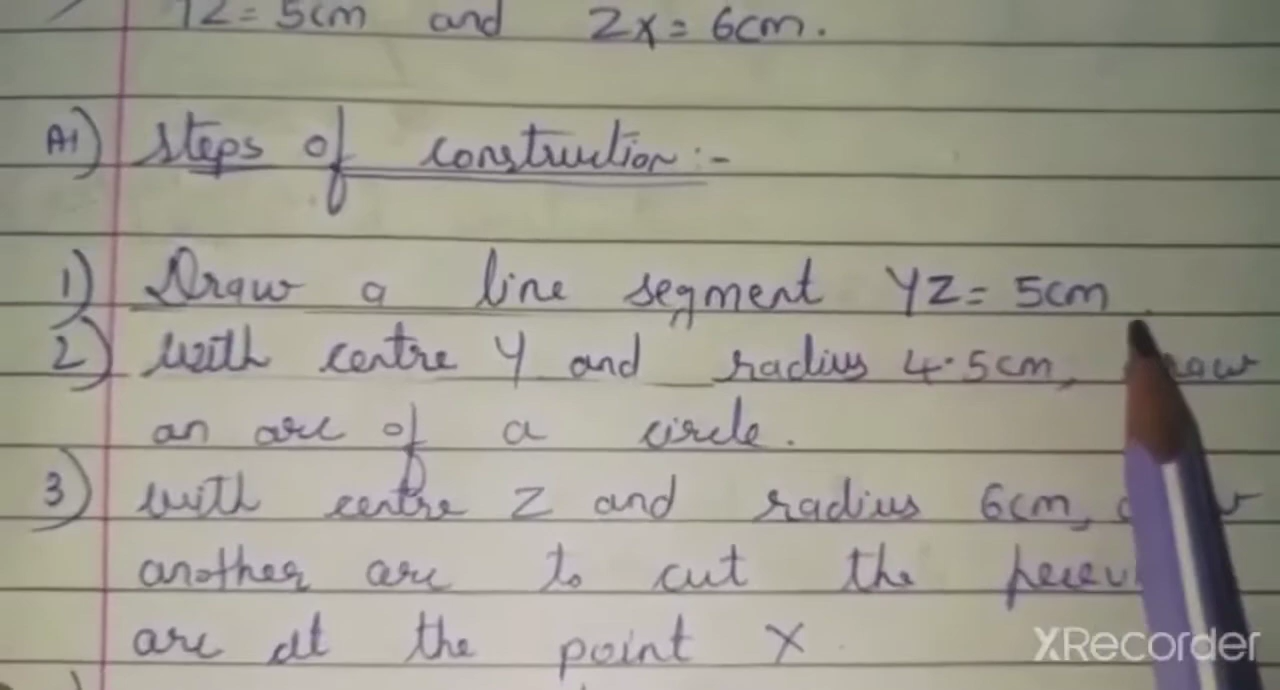 YZ = 5cm and ZX = 6cm.
A1) Steps of construction :-
1) Draw a line segment YZ = 5cm
2) with centre Y and radius 4.5cm,
an arc of a circle.
3) with centre Z and radius 6cm,
another arc to cut the
arc at the point X
XRecorder